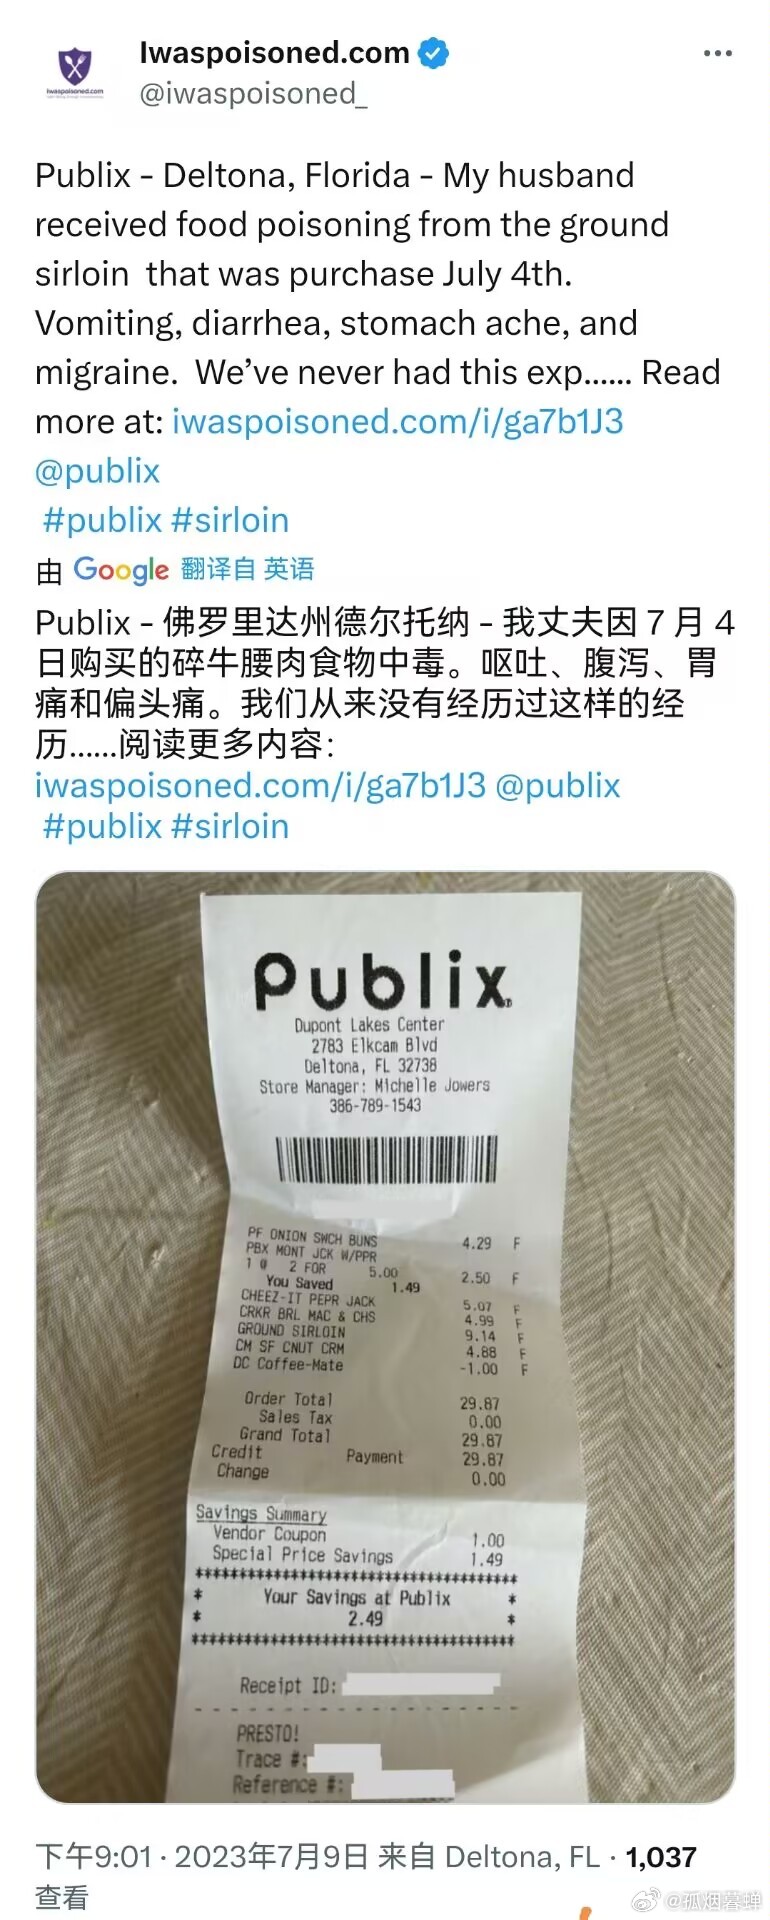 Iwaspoisoned.com
@iwaspoisoned_
iwaspoisoned.com
Publix - Deltona, Florida - My husband
received food poisoning from the ground
sirloin  that was purchase July 4th.
Vomiting, diarrhea, stomach ache, and
migraine.  We’ve never had this exp...... Read
more at: iwaspoisoned.com/i/ga7b1J3
@publix
#publix #sirloin
由 Google 翻译自 英语
Publix - 佛罗里达州德尔托纳 - 我丈夫因 7 月 4
日购买的碎牛腰肉食物中毒。呕吐、腹泻、胃
痛和偏头痛。我们从来没有经历过这样的经
历......阅读更多内容：
iwaspoisoned.com/i/ga7b1J3 @publix
#publix #sirloin
Publix
Dupont Lakes Center
2783 Elkcam Blvd
Deltona, FL 32738
Store Manager: Michelle Jowers
386-789-1543
PF ONION SWCH BUNS 4.29 F
PBX MONT JCK W/PPR
1 @ 2 FOR 5.00 2.50 F
You Saved 1.49
CHEEZ-IT PEPR JACK 5.07 F
CRKR BRL MAC & CHS 4.99 F
GROUND SIRLOIN 9.14 F
CM SF CNUT CRM 4.88 F
DC Coffee-Mate -1.00 F
Order Total 29.87
Sales Tax 0.00
Grand Total 29.87
Credit Payment 29.87
Change 0.00
Savings Summary
Vendor Coupon 1.00
Special Price Savings 1.49
****************************************
* Your Savings at Publix *
* 2.49 *
****************************************
Receipt ID:
PRESTO!
Trace #:
Reference #:
下午9:01 · 2023年7月9日 来自 Deltona, FL · 1,037
查看
@孤烟暮蝉